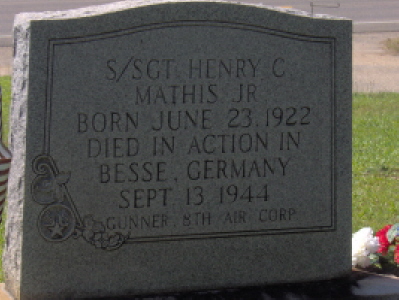 S/SGT HENRY C
MATHIS JR
BORN JUNE 23, 1922
DIED IN ACTION IN
BESSE, GERMANY
SEPT 13 1944
GUNNER 8TH AIR CORP